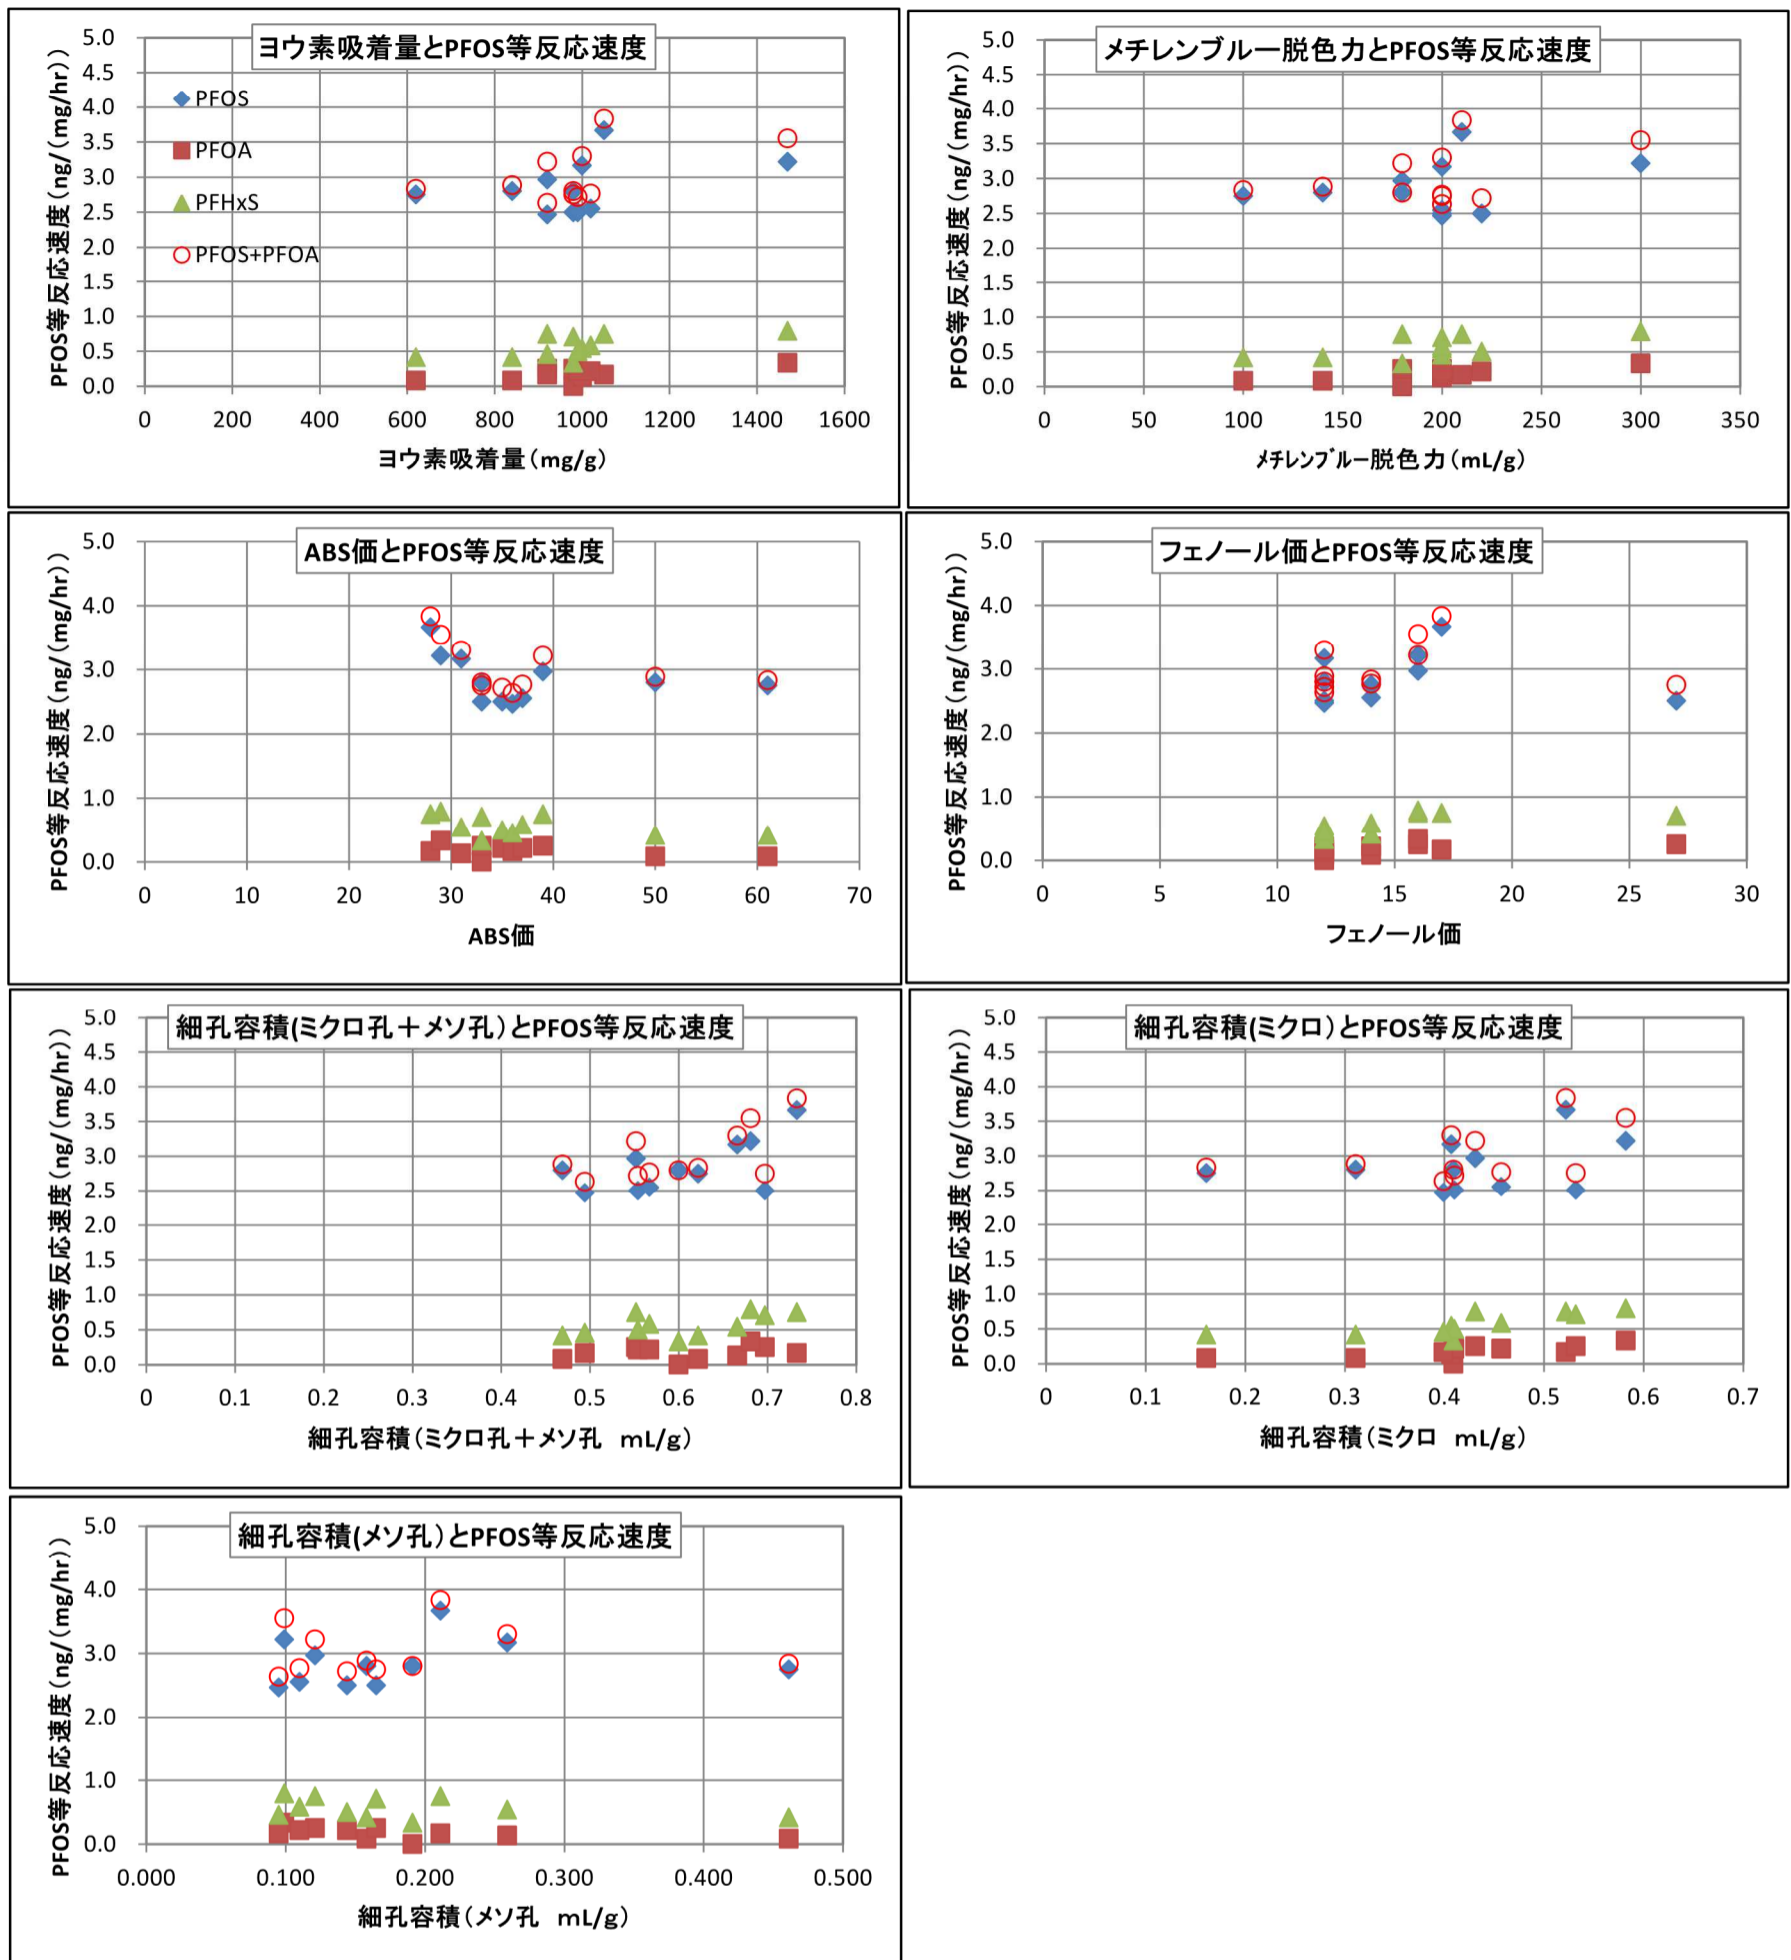 ヨウ素吸着量とPFOS等反応速度
PFOS等反応速度（ng/（mg/hr））
5.0
4.5
4.0
3.5
3.0
2.5
2.0
1.5
1.0
0.5
0.0
PFOS
PFOA
PFHxS
PFOS+PFOA
0 200 400 600 800 1000 1200 1400 1600
ヨウ素吸着量（mg/g）
メチレンブルー脱色力とPFOS等反応速度
PFOS等反応速度（ng/（mg/hr））
5.0
4.5
4.0
3.5
3.0
2.5
2.0
1.5
1.0
0.5
0.0
0 50 100 150 200 250 300 350
ﾒﾁﾚﾝﾌﾞﾙｰ脱色力（mL/g）
ABS価とPFOS等反応速度
PFOS等反応速度（ng/（mg/hr））
5.0
4.0
3.0
2.0
1.0
0.0
0 10 20 30 40 50 60 70
ABS価
フェノール価とPFOS等反応速度
PFOS等反応速度（ng/（mg/hr））
5.0
4.0
3.0
2.0
1.0
0.0
0 5 10 15 20 25 30
フェノール価
細孔容積(ミクロ孔＋メソ孔）とPFOS等反応速度
PFOS等反応速度（ng/（mg/hr））
5.0
4.5
4.0
3.5
3.0
2.5
2.0
1.5
1.0
0.5
0.0
0 0.1 0.2 0.3 0.4 0.5 0.6 0.7 0.8
細孔容積（ミクロ孔＋メソ孔　mL/g）
細孔容積(ミクロ）とPFOS等反応速度
PFOS等反応速度（ng/（mg/hr））
5.0
4.5
4.0
3.5
3.0
2.5
2.0
1.5
1.0
0.5
0.0
0 0.1 0.2 0.3 0.4 0.5 0.6 0.7
細孔容積（ミクロ　mL/g）
細孔容積(メソ孔）とPFOS等反応速度
PFOS等反応速度（ng/（mg/hr））
5.0
4.0
3.0
2.0
1.0
0.0
0.000 0.100 0.200 0.300 0.400 0.500
細孔容積（メソ孔　mL/g）